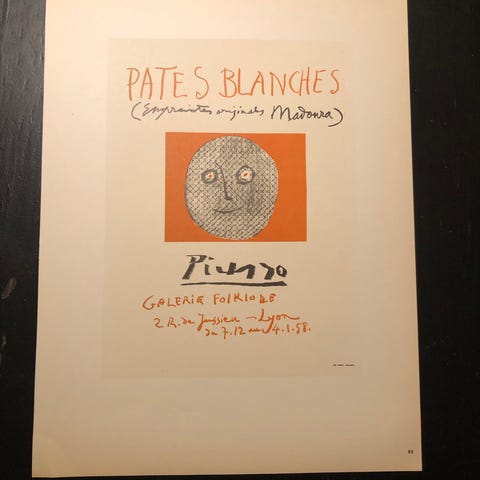 PATES BLANCHES
(Empreintes originales Madoura)
Picasso
GALERIE FOLKLORE
2 R. de Jussieu - Lyon
du 7.12 au 4.1.58.